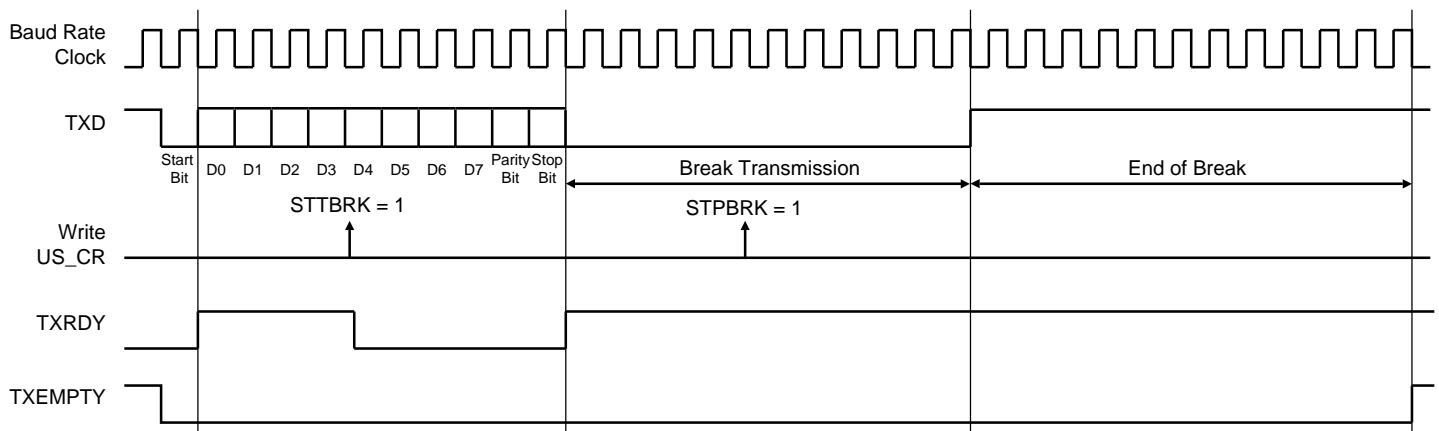 Baud Rate
Clock
TXD
Start
Bit
D0
D1
D2
D3
D4
D5
D6
D7
Parity
Bit
Stop
Bit
Break Transmission
End of Break
STTBRK = 1
STPBRK = 1
Write
US_CR
TXRDY
TXEMPTY